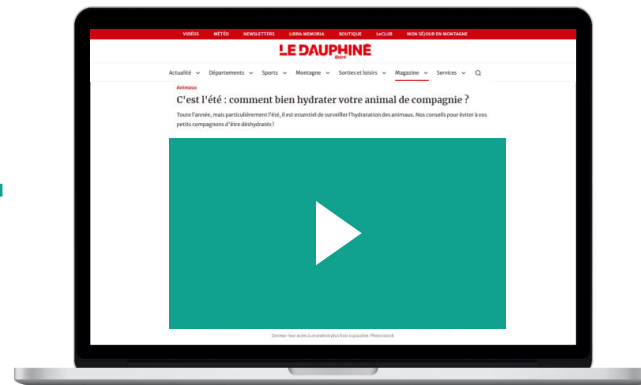 VIDÉOS MÉTÉO NEWSLETTERS LIBRA MEMORIA BOUTIQUE LeCLUB MON SÉJOUR EN MONTAGNE
LE DAUPHINÉ
Actualité Départements Sports Montagne Sorties et loisirs Magazine Services
Animaux
C'est l'été : comment bien hydrater votre animal de compagnie ?
Toute l'année, mais particulièrement l'été, il est essentiel de surveiller l'hydratation des animaux. Nos conseils pour éviter à vos
petits compagnons d'être déshydratés !